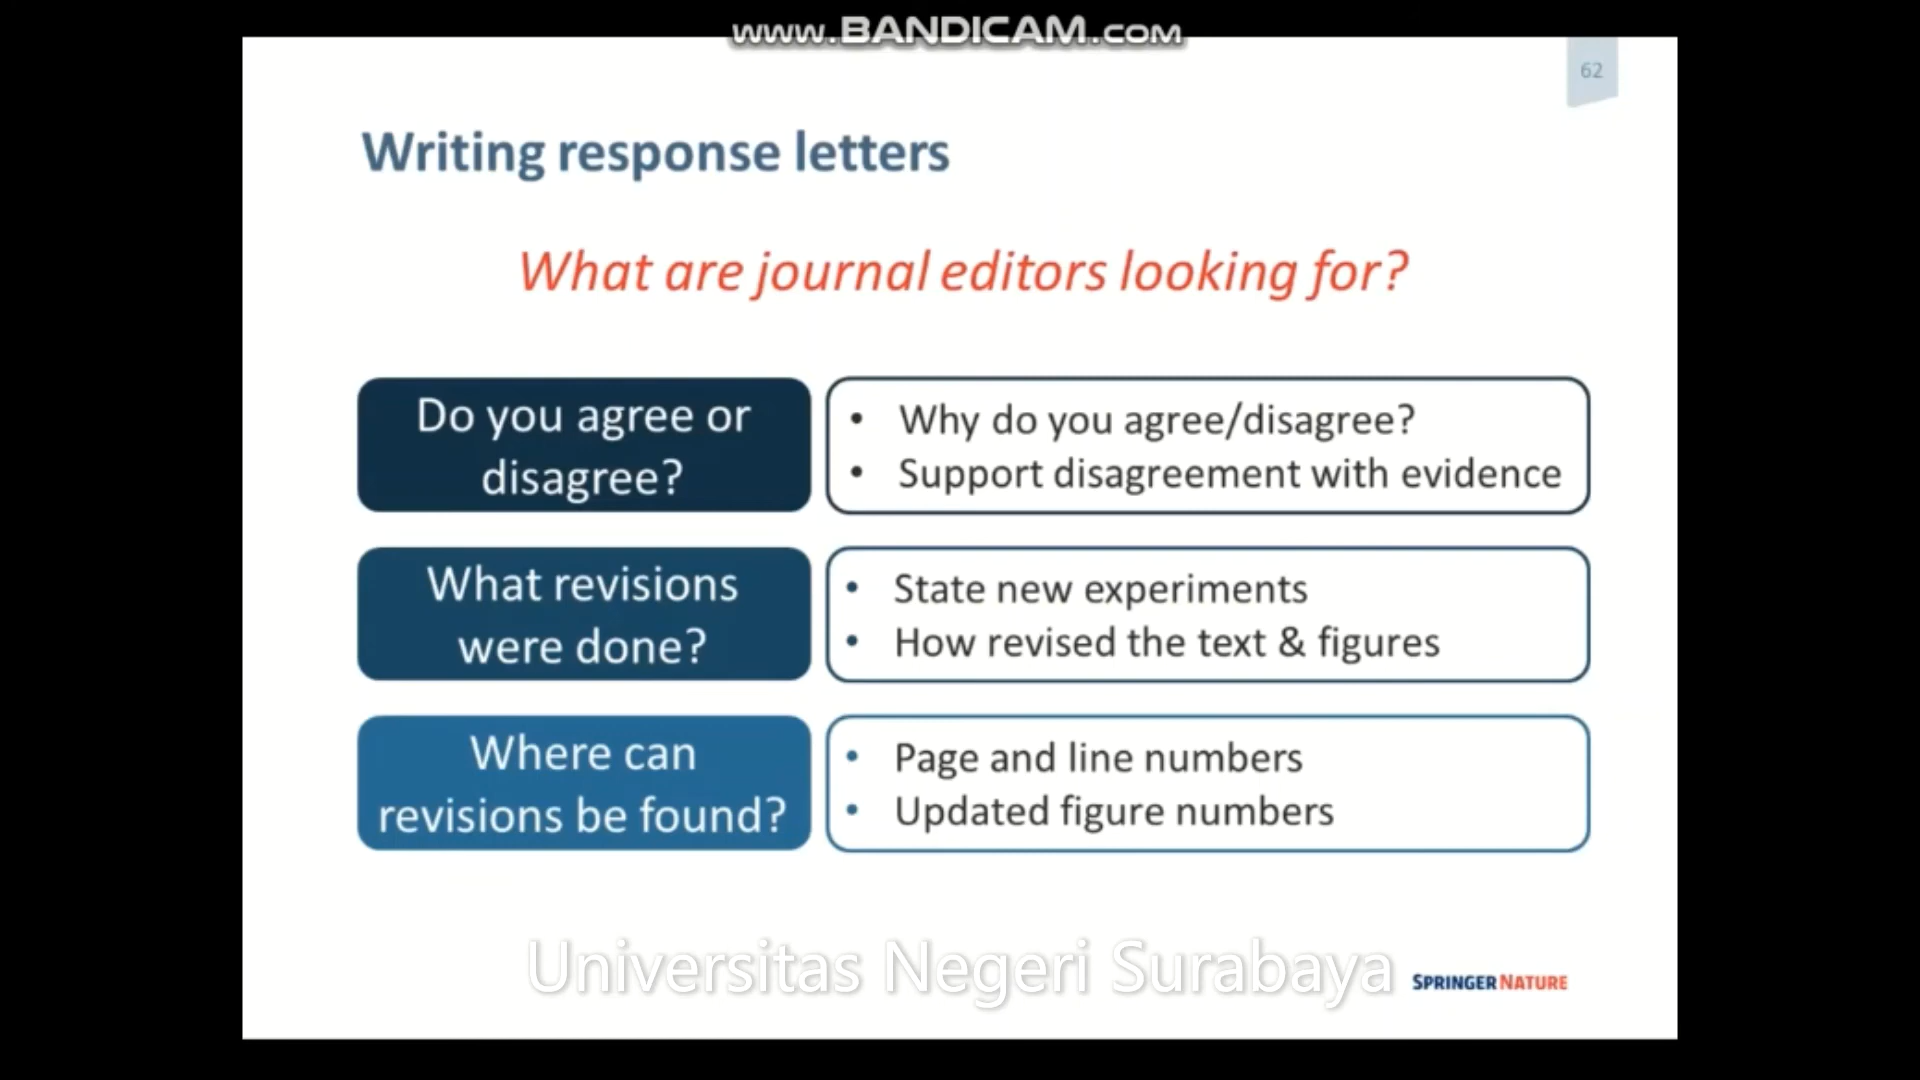 www.BANDICAM.com
62
Writing response letters
What are journal editors looking for?
Do you agree or
disagree?
• Why do you agree/disagree?
• Support disagreement with evidence
What revisions
were done?
• State new experiments
• How revised the text & figures
Where can
revisions be found?
• Page and line numbers
• Updated figure numbers
Universitas Negeri Surabaya
SPRINGER NATURE